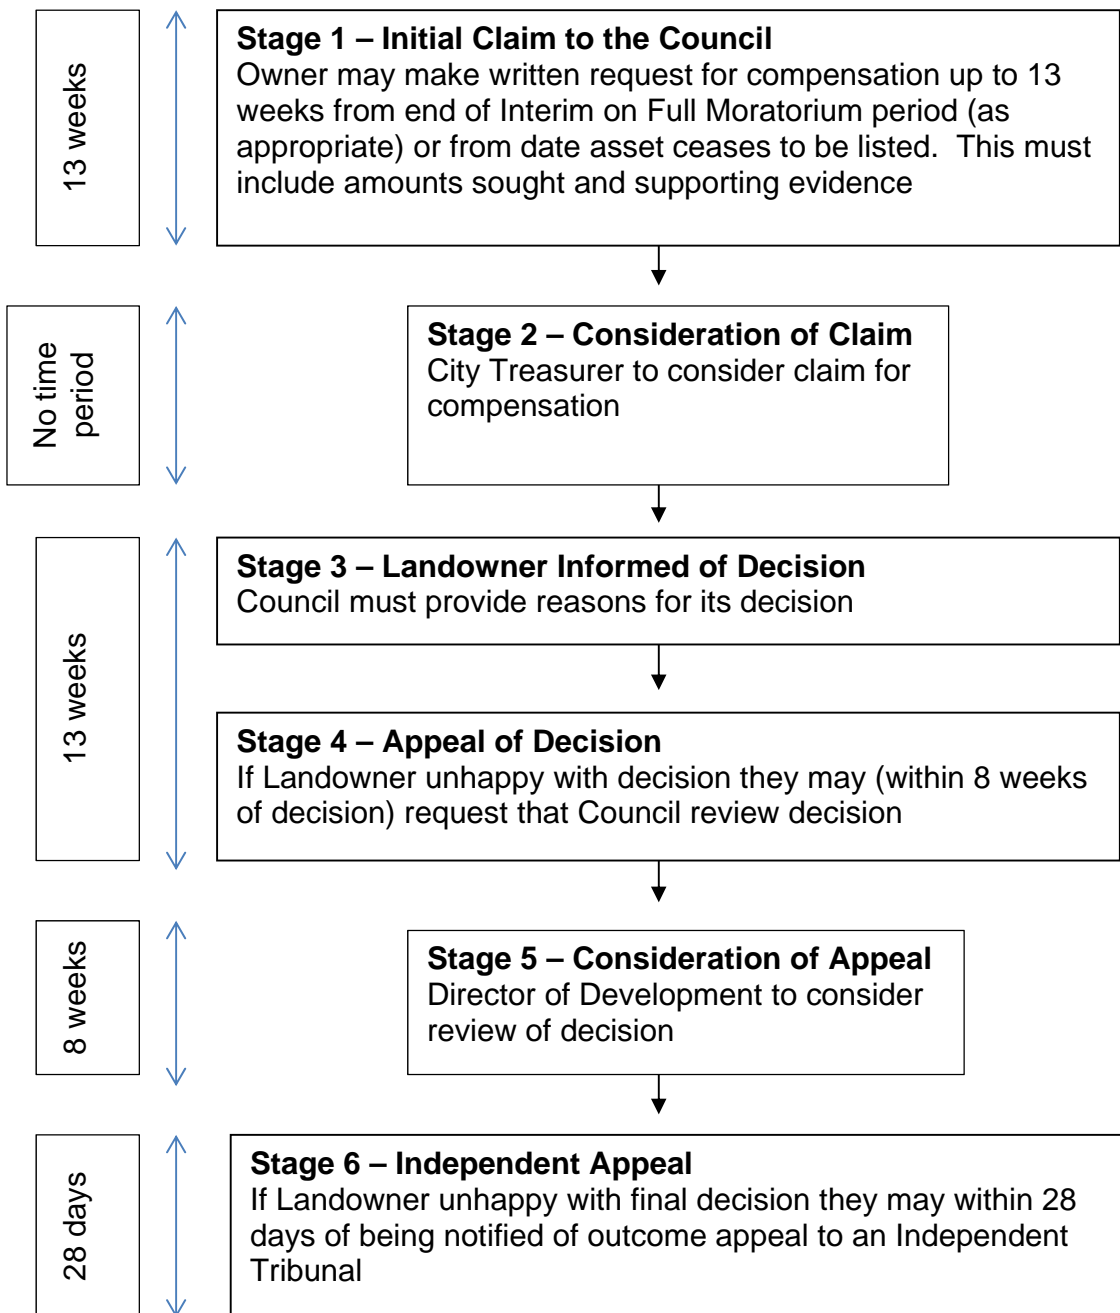 13 weeks
Stage 1 – Initial Claim to the Council
Owner may make written request for compensation up to 13
weeks from end of Interim on Full Moratorium period (as
appropriate) or from date asset ceases to be listed.  This must
include amounts sought and supporting evidence
No time
period
Stage 2 – Consideration of Claim
City Treasurer to consider claim for
compensation
13 weeks
Stage 3 – Landowner Informed of Decision
Council must provide reasons for its decision
Stage 4 – Appeal of Decision
If Landowner unhappy with decision they may (within 8 weeks
of decision) request that Council review decision
8 weeks
Stage 5 – Consideration of Appeal
Director of Development to consider
review of decision
28 days
Stage 6 – Independent Appeal
If Landowner unhappy with final decision they may within 28
days of being notified of outcome appeal to an Independent
Tribunal